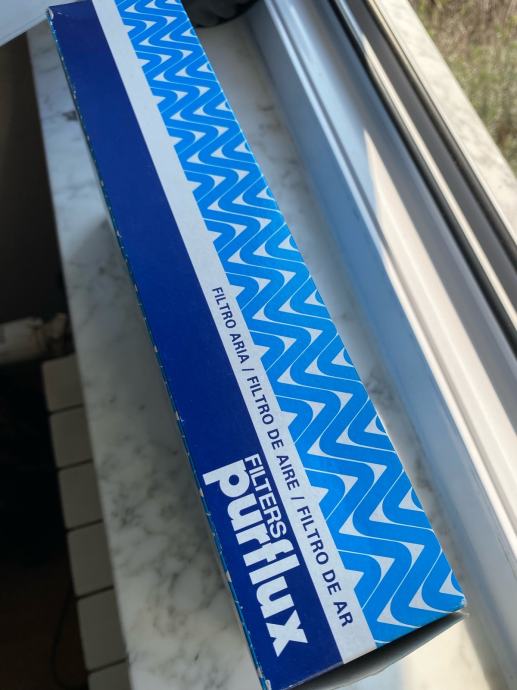 FILTRO ARIA / FILTRO DE AIRE / FILTRO DE AR
FILTERS
purflux